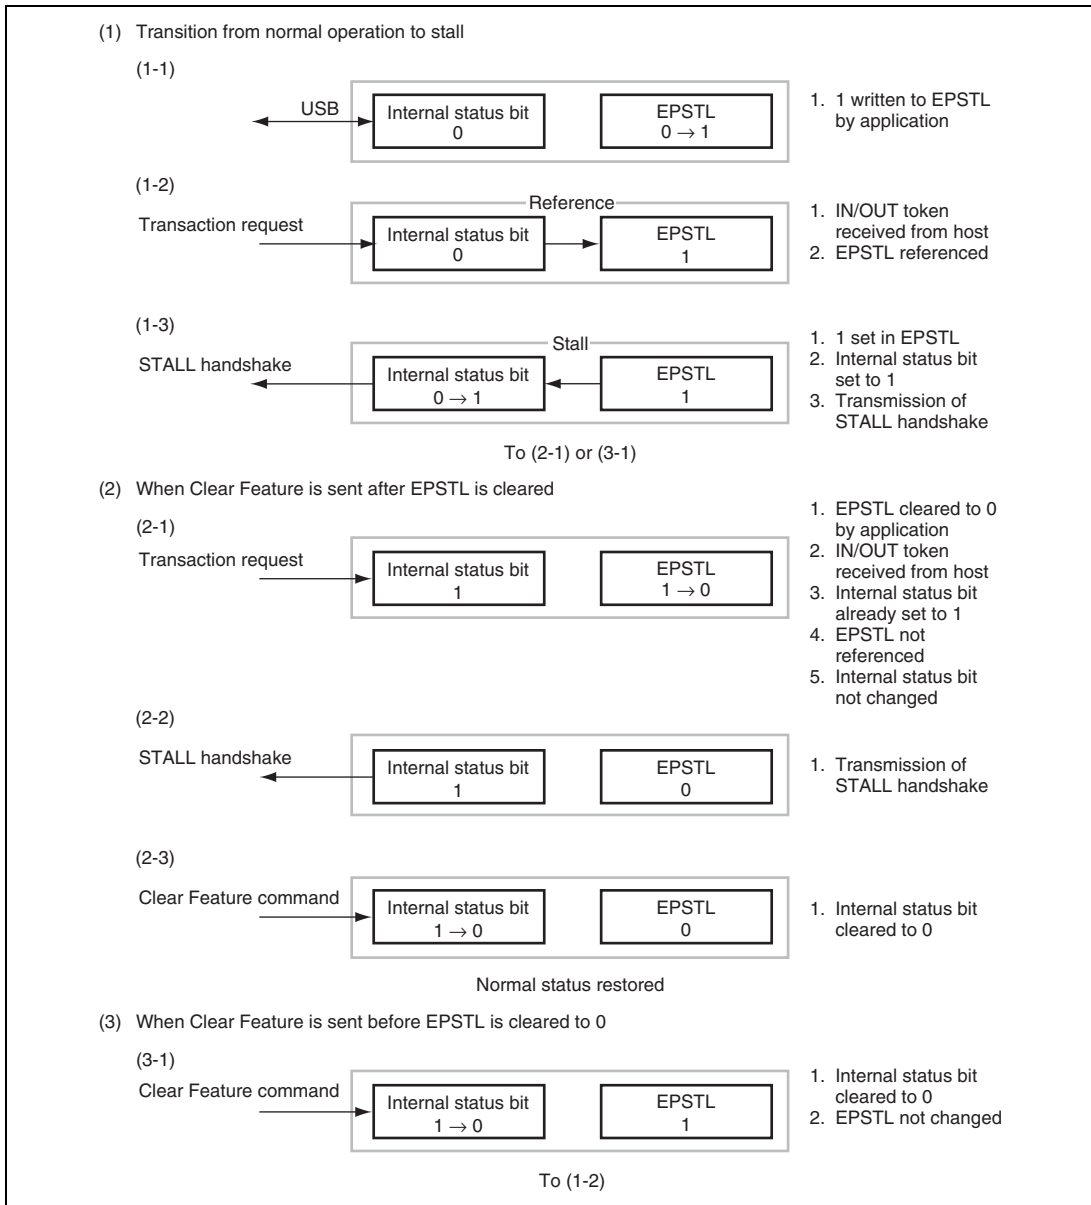 (1) Transition from normal operation to stall
(1-1)
USB
Internal status bit
0
EPSTL
0 → 1
1. 1 written to EPSTL
by application
(1-2)
Transaction request
Reference
Internal status bit
0
EPSTL
1
1. IN/OUT token
received from host
2. EPSTL referenced
(1-3)
STALL handshake
Stall
Internal status bit
0 → 1
EPSTL
1
1. 1 set in EPSTL
2. Internal status bit
set to 1
3. Transmission of
STALL handshake
To (2-1) or (3-1)
(2) When Clear Feature is sent after EPSTL is cleared
(2-1)
Transaction request
Internal status bit
1
EPSTL
1 → 0
1. EPSTL cleared to 0
by application
2. IN/OUT token
received from host
3. Internal status bit
already set to 1
4. EPSTL not
referenced
5. Internal status bit
not changed
(2-2)
STALL handshake
Internal status bit
1
EPSTL
0
1. Transmission of
STALL handshake
(2-3)
Clear Feature command
Internal status bit
1 → 0
EPSTL
0
1. Internal status bit
cleared to 0
Normal status restored
(3) When Clear Feature is sent before EPSTL is cleared to 0
(3-1)
Clear Feature command
Internal status bit
1 → 0
EPSTL
1
1. Internal status bit
cleared to 0
2. EPSTL not changed
To (1-2)